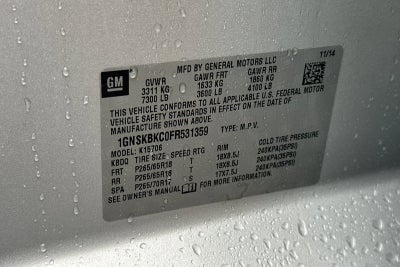 GM
MFD BY GENERAL MOTORS LLC
11/14
GVWR GAWR FRT GAWR RR
3311 KG 1633 KG 1860 KG
7300 LB 3600 LB 4100 LB
THIS VEHICLE CONFORMS TO ALL APPLICABLE U.S. FEDERAL MOTOR
VEHICLE SAFETY STANDARDS IN EFFECT ON THE DATE OF
MANUFACTURE SHOWN ABOVE.
1GNSKBKC0FR531359 TYPE: M.P.V.
MODEL: K15706
KBDQ TIRE SIZE SPEED RTG RIM COLD TIRE PRESSURE
FRT P265/65R18 S 18X8.5J 240KPA(35PSI)
RR P265/65R18 S 18X8.5J 240KPA(35PSI)
SPA P265/70R17 S 17X7.5J 240KPA(35PSI)
SEE OWNER'S MANUAL FOR ADDITIONAL INFORMATION.